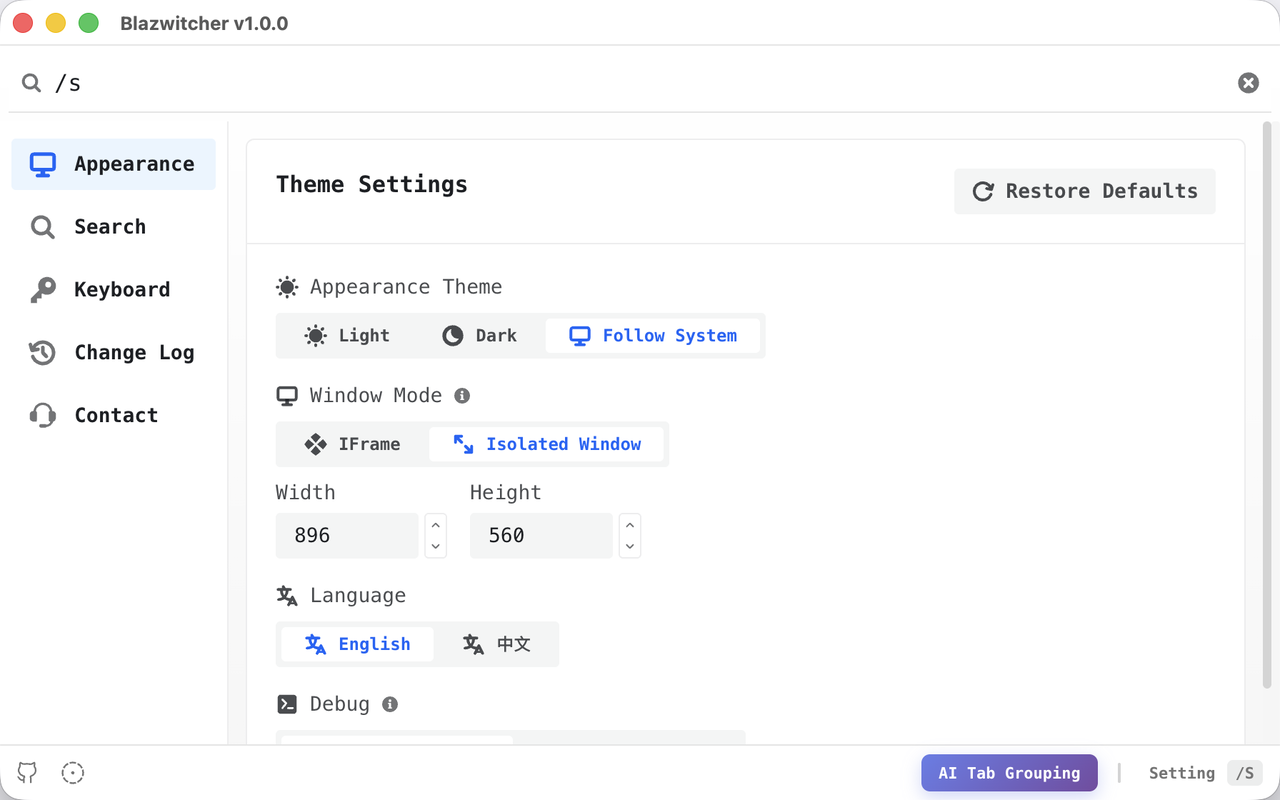 Blazwitcher v1.0.0
/s
Appearance
Search
Keyboard
Change Log
Contact
Theme Settings
Restore Defaults
Appearance Theme
Light Dark Follow System
Window Mode
IFrame Isolated Window
Width Height
896 560
Language
English 中文
Debug
AI Tab Grouping | Setting /S